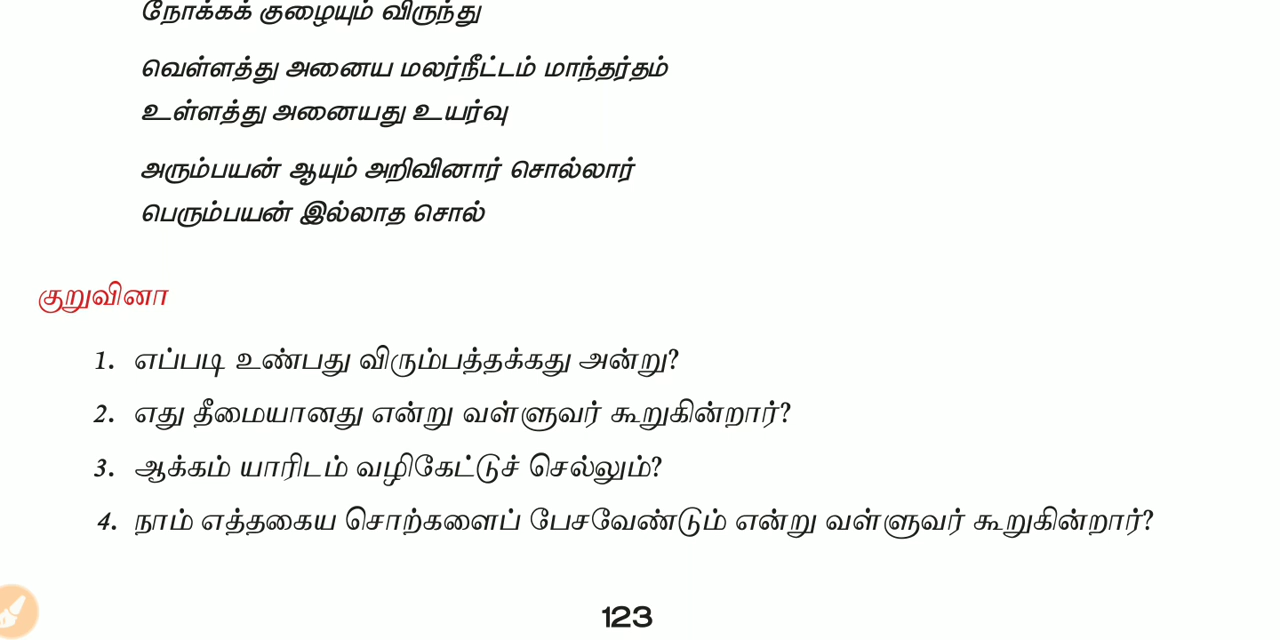 நோக்கக் குழையும் விருந்து
வெள்ளத்து அனைய மலர்நீட்டம் மாந்தர்தம்
உள்ளத்து அனையது உயர்வு
அரும்பயன் ஆயும் அறிவினார் சொல்லார்
பெரும்பயன் இல்லாத சொல்
குறுவினா
1. எப்படி உண்பது விரும்பத்தக்கது அன்று?
2. எது தீமையானது என்று வள்ளுவர் கூறுகின்றார்?
3. ஆக்கம் யாரிடம் வழிகேட்டுச் செல்லும்?
4. நாம் எத்தகைய சொற்களைப் பேசவேண்டும் என்று வள்ளுவர் கூறுகின்றார்?
123